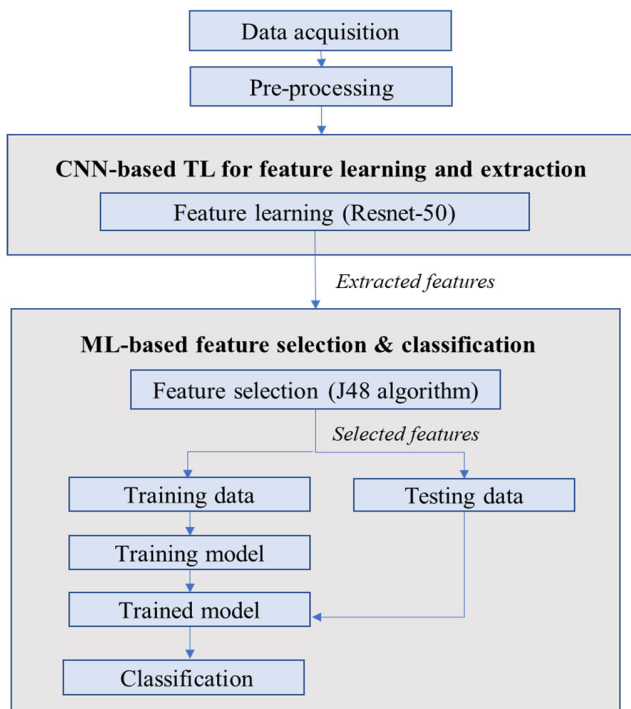 Data acquisition
Pre-processing
CNN-based TL for feature learning and extraction
Feature learning (Resnet-50)
Extracted features
ML-based feature selection & classification
Feature selection (J48 algorithm)
Selected features
Training data
Testing data
Training model
Trained model
Classification